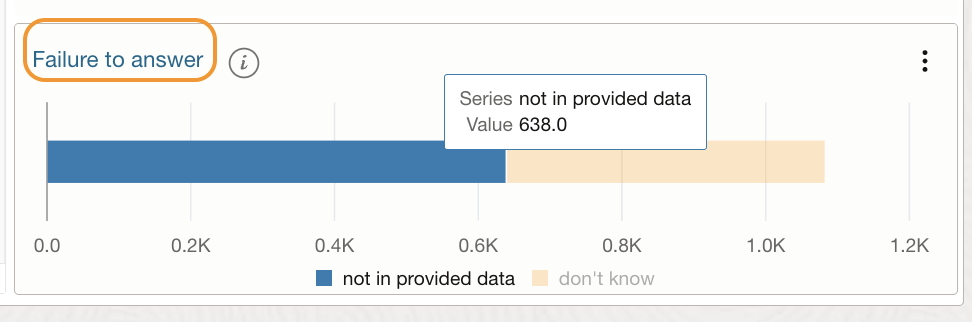 Failure to answer
Series not in provided data
Value 638.0
0.0 0.2K 0.4K 0.6K 0.8K 1.0K 1.2K
not in provided data don't know